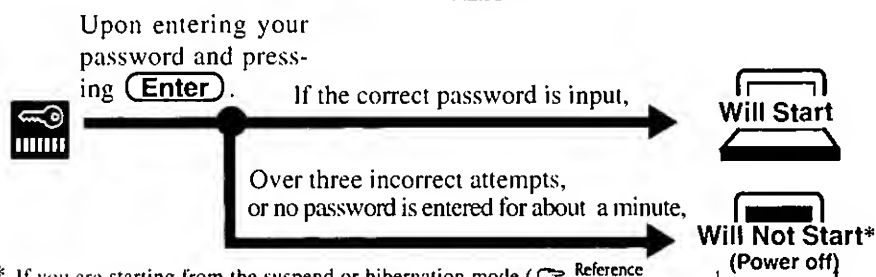 Upon entering your
password and press-
ing Enter.
If the correct password is input,
Will Start
Over three incorrect attempts,
or no password is entered for about a minute,
Will Not Start*
(Power off)
* If you are starting from the suspend or hibernation mode ( Reference